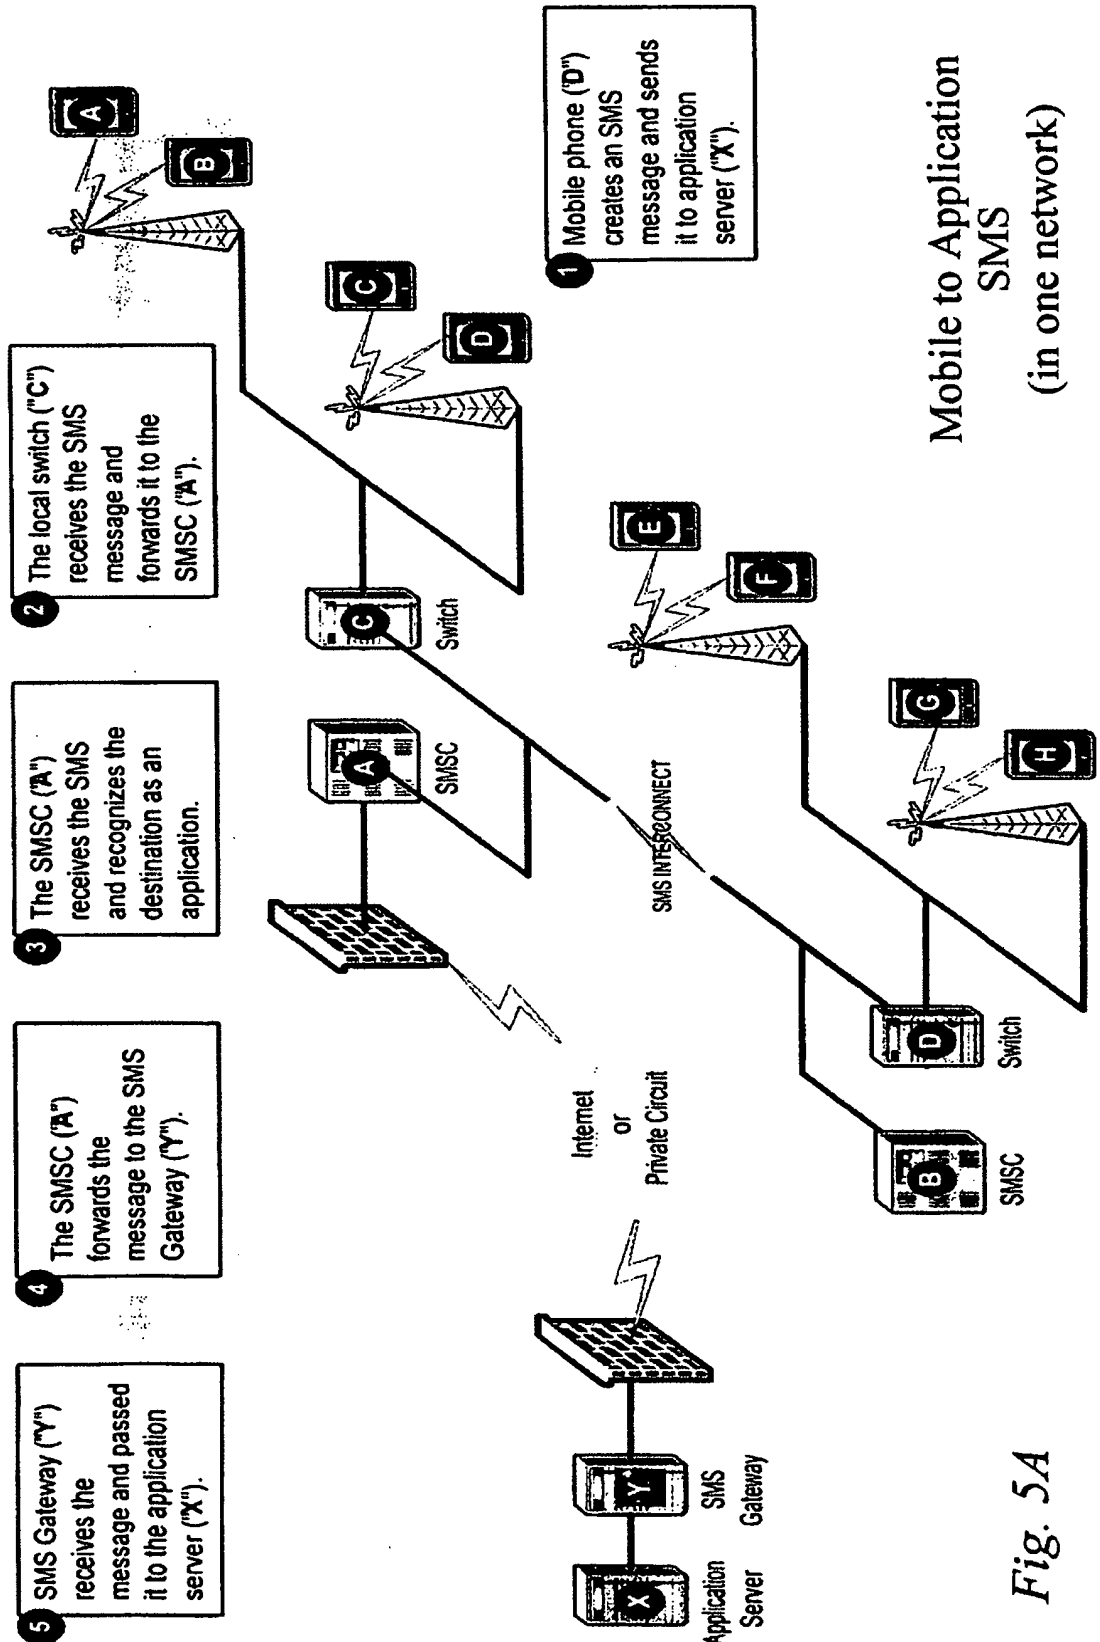 5
SMS Gateway ("Y")
receives the
message and passed
it to the application
server ("X").
4
The SMSC ("A")
forwards the
message to the SMS
Gateway ("Y").
3
The SMSC ("A")
receives the SMS
and recognizes the
destination as an
application.
2
The local switch ("C")
receives the SMS
message and
forwards it to the
SMSC ("A").
A
B
A
SMSC
C
Switch
C
D
1
Mobile phone ("D")
creates an SMS
message and sends
it to application
server ("X").
X
Application
Server
Y
SMS
Gateway
Internet
or
Private Circuit
SMS INTERCONNECT
E
F
B
SMSC
D
Switch
G
H
Mobile to Application
SMS
(in one network)
Fig. 5A